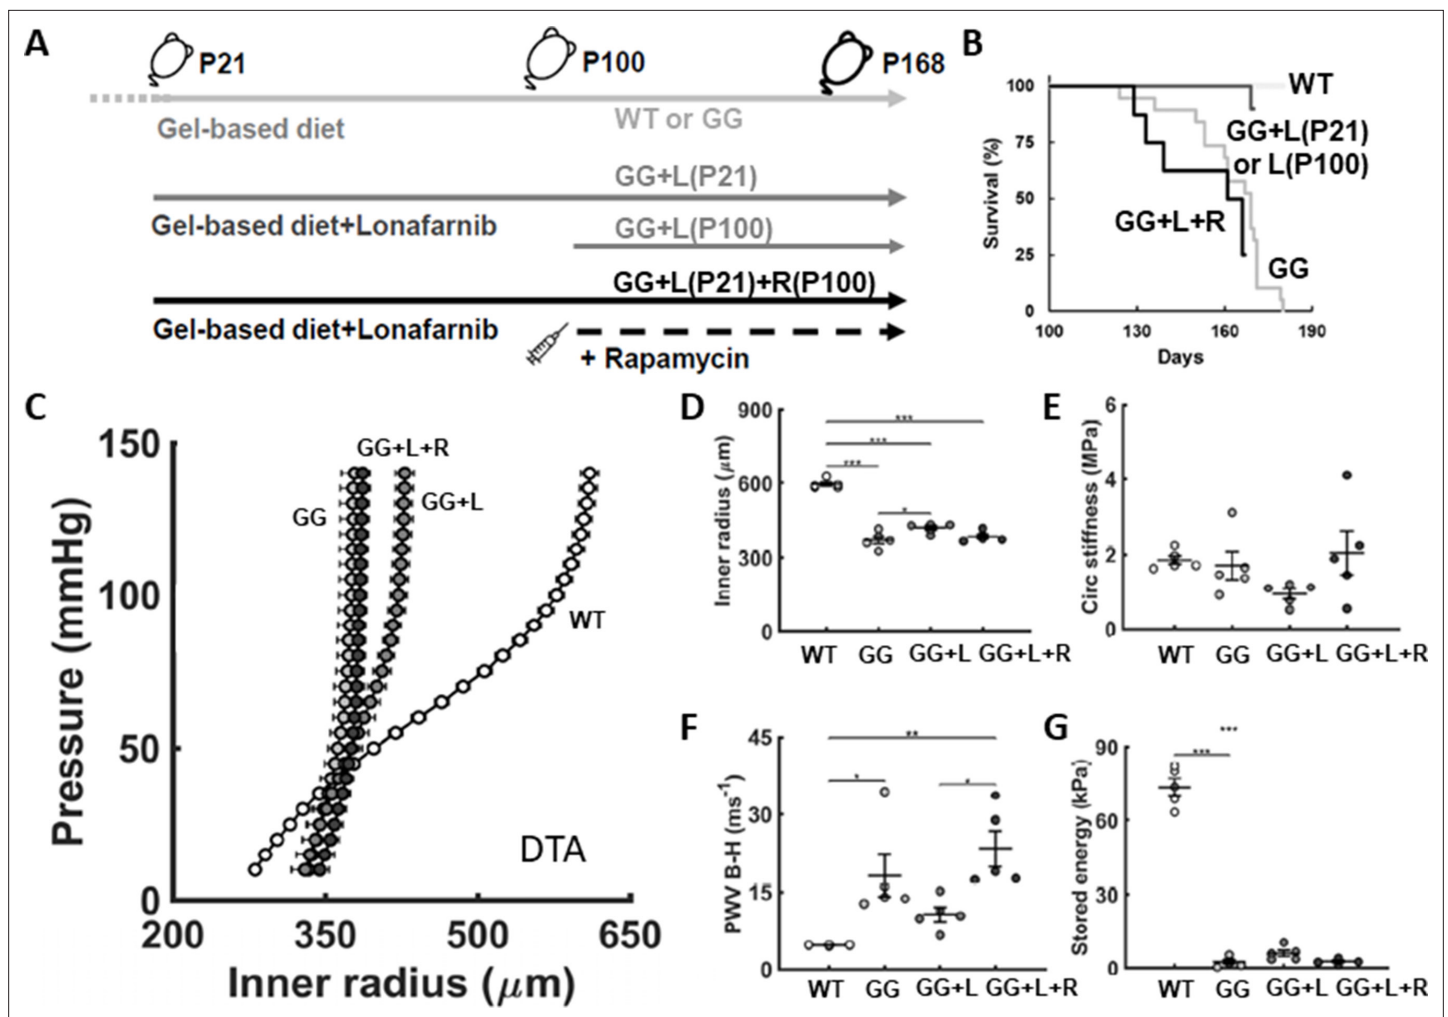 A
P21
P100
P168
Gel-based diet
WT or GG
GG+L(P21)
Gel-based diet+Lonafarnib
GG+L(P100)
GG+L(P21)+R(P100)
Gel-based diet+Lonafarnib
+ Rapamycin
B
Survival (%)
100
75
50
25
0
100 130 160 190
Days
WT
GG+L(P21)
or L(P100)
GG+L+R
GG
C
Pressure (mmHg)
150
100
50
0
200 350 500 650
Inner radius (μm)
GG+L+R
GG+L
GG
WT
DTA
D
Inner radius (μm)
900
600
300
0
***
***
***
*
WT GG GG+L GG+L+R
E
Circ stiffness (MPa)
6
4
2
0
WT GG GG+L GG+L+R
F
PWV B-H (ms-1)
45
30
15
0
**
*
WT GG GG+L GG+L+R
G
Stored energy (kPa)
90
60
30
0
***
***
WT GG GG+L GG+L+R